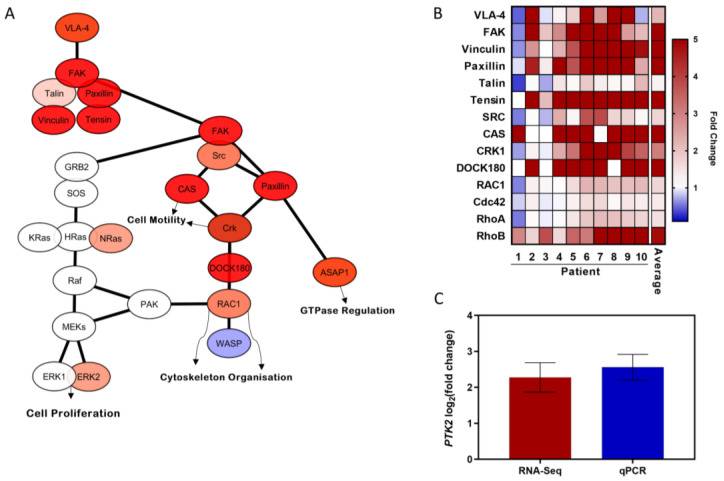 A
VLA-4
FAK
Talin
Paxillin
Vinculin
Tensin
FAK
Src
GRB2
SOS
CAS
Paxillin
Cell Motility
Crk
KRas
HRas
NRas
DOCK180
ASAP1
Raf
GTPase Regulation
PAK
RAC1
MEKs
WASP
ERK1
ERK2
Cytoskeleton Organisation
Cell Proliferation
B
VLA-4
FAK
Vinculin
Paxillin
Talin
Tensin
SRC
CAS
CRK1
DOCK180
RAC1
Cdc42
RhoA
RhoB
1 2 3 4 5 6 7 8 9 10
Patient
Average
5
4
3
2
1
Fold Change
C
PTK2 log2(fold change)
4
3
2
1
0
RNA-Seq
qPCR